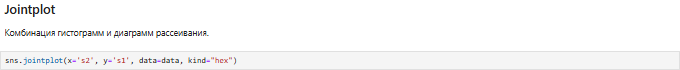 Jointplot
Комбинация гистограмм и диаграмм рассеивания.
sns.jointplot(x='s2', y='s1', data=data, kind="hex")